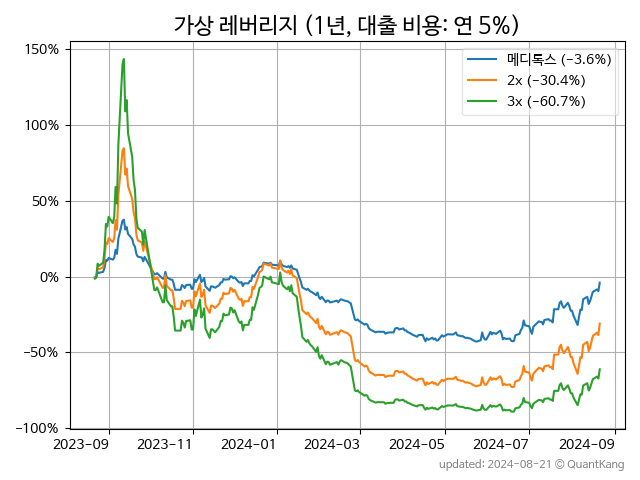 가상 레버리지 (1년, 대출 비용: 연 5%)
150%
100%
50%
0%
−50%
−100%
메디톡스 (−3.6%)
2x (−30.4%)
3x (−60.7%)
2023-09
2023-11
2024-01
2024-03
2024-05
2024-07
2024-09
updated: 2024-08-21 © QuantKang